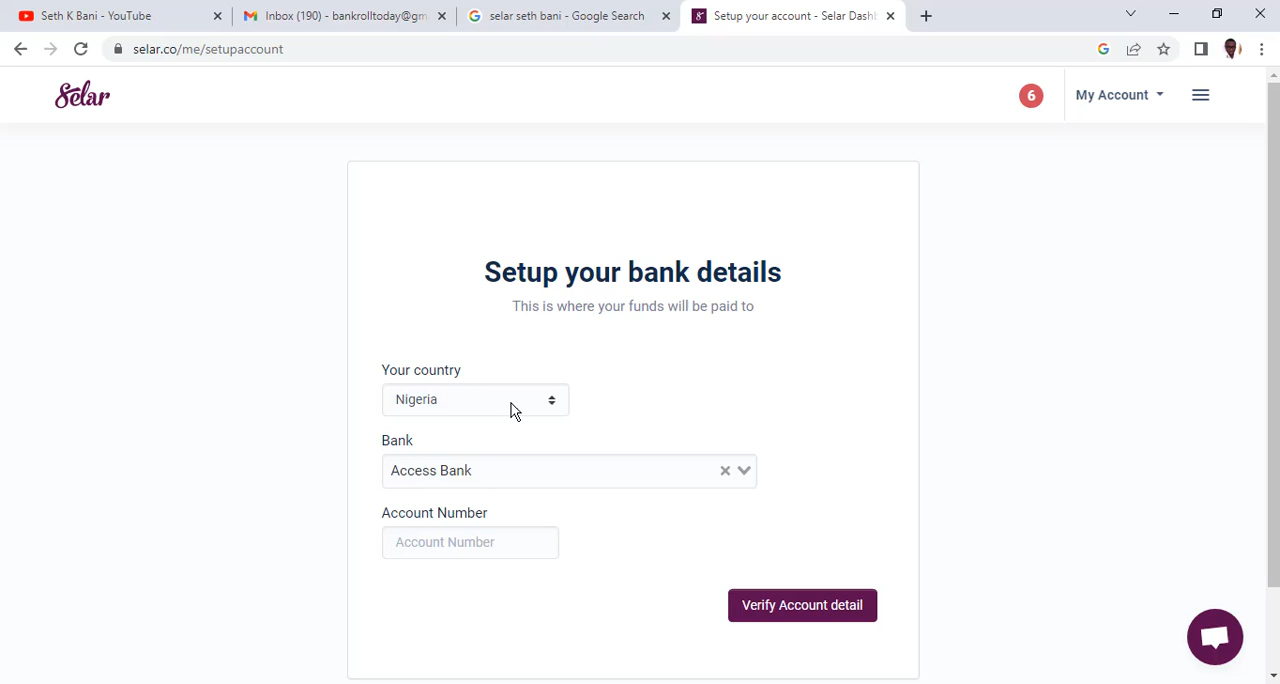 Seth K Bani - YouTube
Inbox (190) - bankrolltoday@gm
selar seth bani - Google Search
Setup your account - Selar Dashb
selar.co/me/setupaccount
Selar
6
My Account
Setup your bank details
This is where your funds will be paid to
Your country
Nigeria
Bank
Access Bank
Account Number
Account Number
Verify Account detail